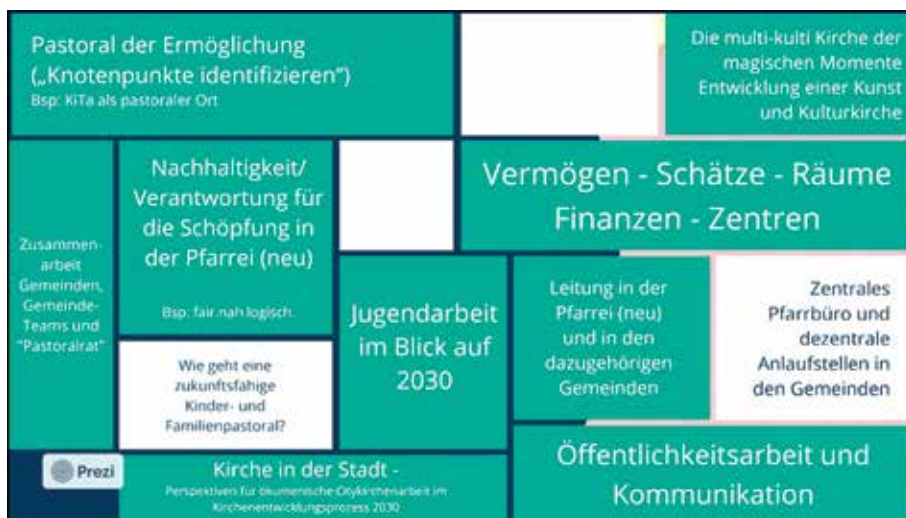 Pastoral der Ermöglichung
(„Knotenpunkte identifizieren“)
Bsp: KiTa als pastoraler Ort
Die multi-kulti Kirche der
magischen Momente
Entwicklung einer Kunst
und Kulturkirche
Zusammen-
arbeit
Gemeinden,
Gemeinde-
Teams und
"Pastoralrat"
Nachhaltigkeit/
Verantwortung für
die Schöpfung in
der Pfarrei (neu)
Bsp: fair.nah.logisch.
Vermögen - Schätze - Räume
Finanzen - Zentren
Wie geht eine
zukunftsfähige
Kinder- und
Familienpastoral?
Jugendarbeit
im Blick auf
2030
Leitung in der
Pfarrei (neu)
und in den
dazugehörigen
Gemeinden
Zentrales
Pfarrbüro und
dezentrale
Anlaufstellen in
den Gemeinden
Prezi
Kirche in der Stadt -
Perspektiven für ökumenische Citykirchenarbeit im
Kirchenentwicklungsprozess 2030
Öffentlichkeitsarbeit und
Kommunikation